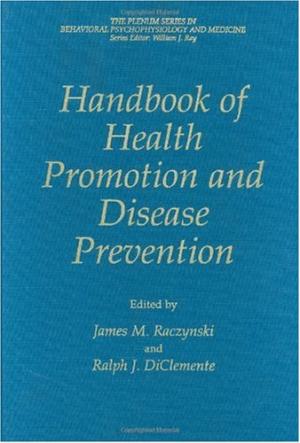 THE PLENUM SERIES IN
BEHAVIORAL PSYCHOPHYSIOLOGY AND MEDICINE
Series Editor: William J. Ray
Handbook of
Health
Promotion and
Disease
Prevention
Edited by
James M. Raczynski
and
Ralph J. DiClemente